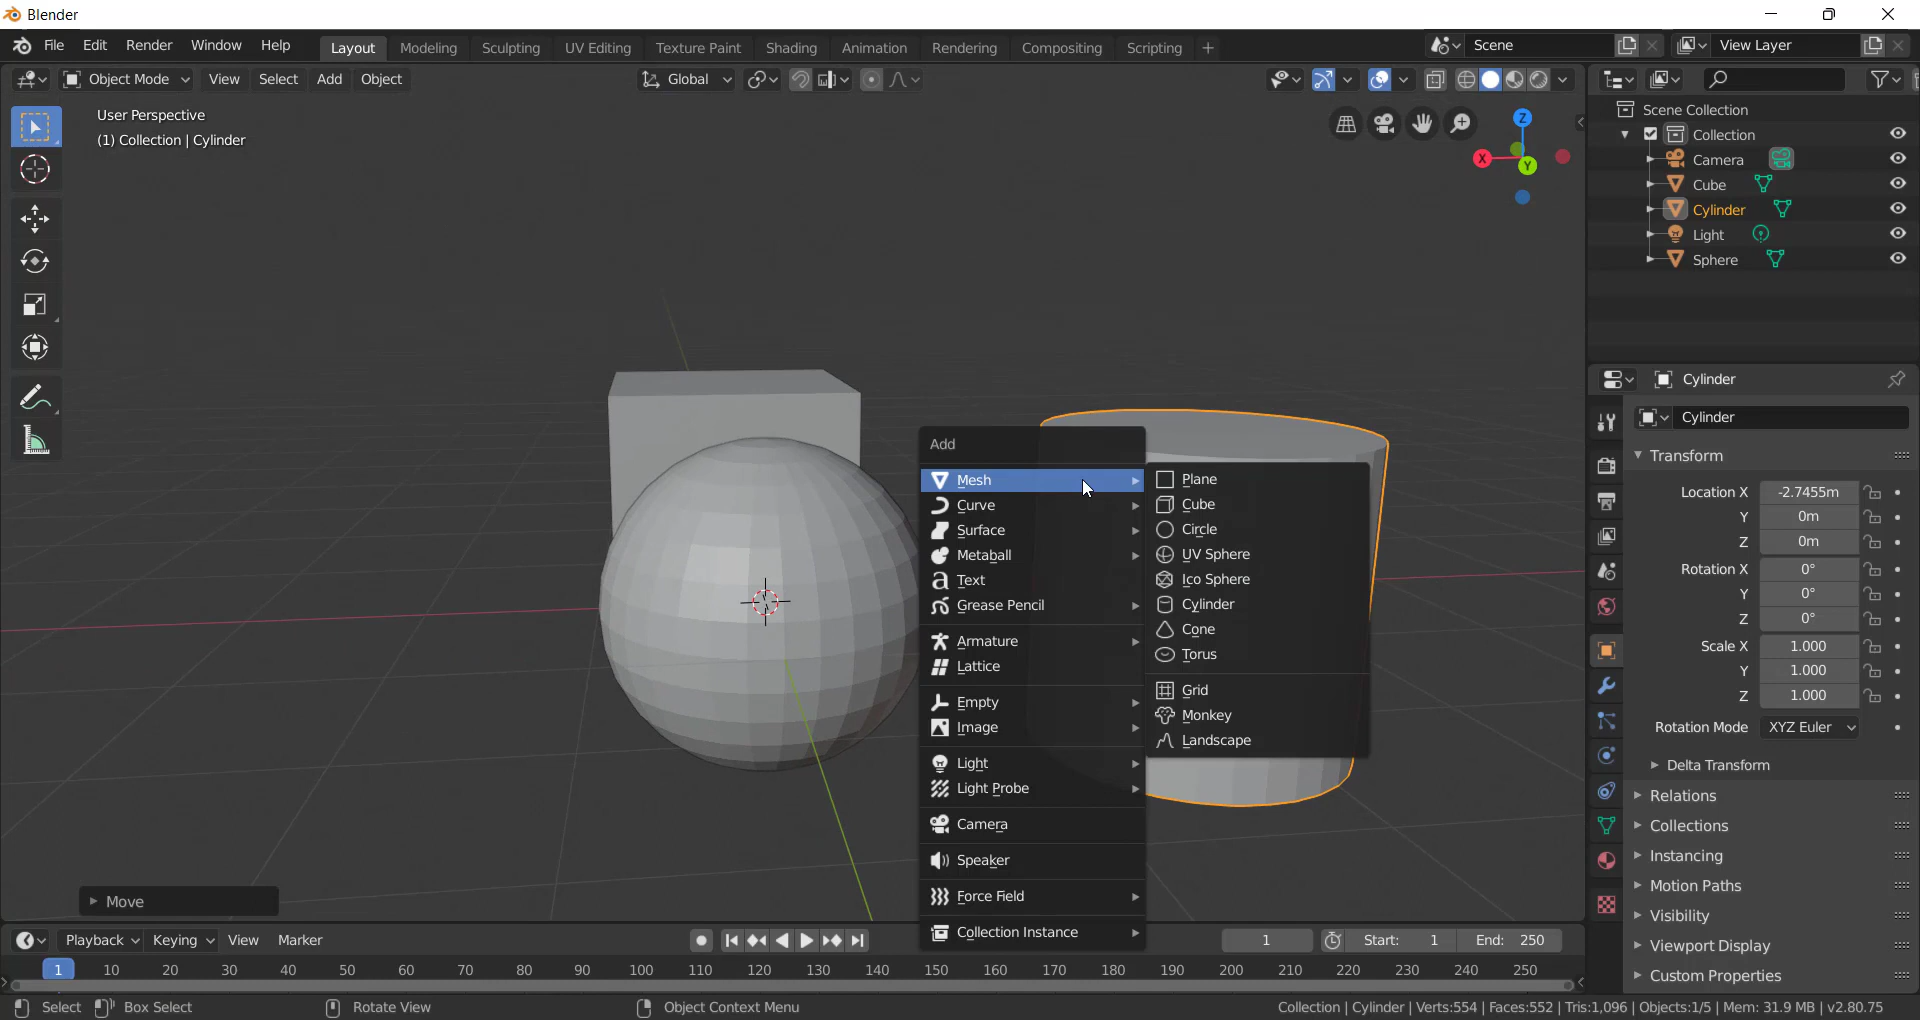 Blender
File Edit Render Window Help Layout Modeling Sculpting UV Editing Texture Paint Shading Animation Rendering Compositing Scripting + Scene View Layer
Object Mode View Select Add Object Global
User Perspective
(1) Collection | Cylinder
Z
X
Y
Scene Collection
Collection
Camera
Cube
Cylinder
Light
Sphere
Add
Mesh
Curve
Surface
Metaball
Text
Grease Pencil
Armature
Lattice
Empty
Image
Light
Light Probe
Camera
Speaker
Force Field
Collection Instance
Plane
Cube
Circle
UV Sphere
Ico Sphere
Cylinder
Cone
Torus
Grid
Monkey
Landscape
Cylinder
Cylinder
Transform
Location X -2.7455m
Y 0m
Z 0m
Rotation X 0°
Y 0°
Z 0°
Scale X 1.000
Y 1.000
Z 1.000
Rotation Mode XYZ Euler
Delta Transform
Relations
Collections
Instancing
Motion Paths
Visibility
Viewport Display
Custom Properties
Move
Playback Keying View Marker 1 Start: 1 End: 250
1 10 20 30 40 50 60 70 80 90 100 110 120 130 140 150 160 170 180 190 200 210 220 230 240 250
Select Box Select Rotate View Object Context Menu Collection | Cylinder | Verts:554 | Faces:552 | Tris:1,096 | Objects:1/5 | Mem: 31.9 MB | v2.80.75